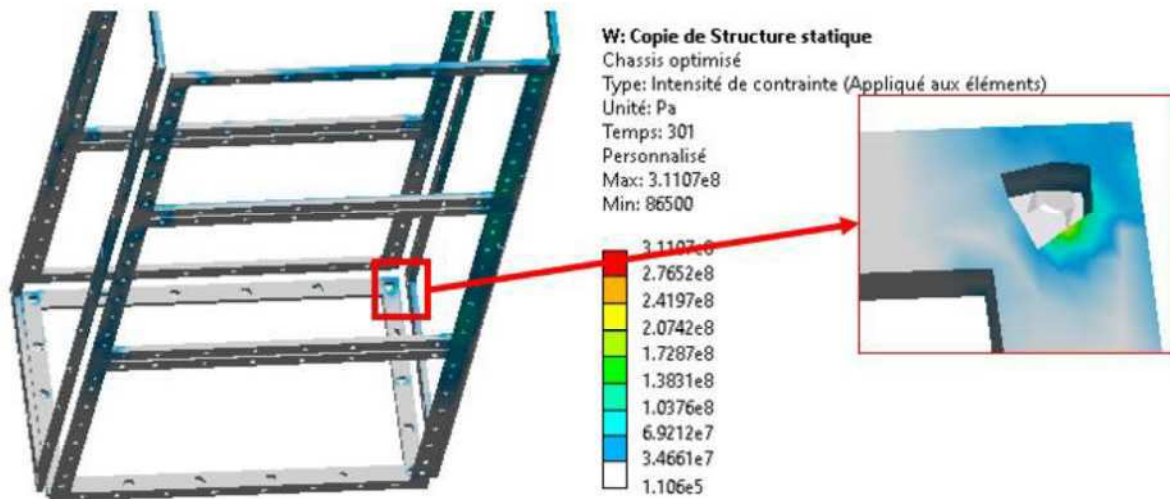 W: Copie de Structure statique
Chassis optimisé
Type: Intensité de contrainte (Appliqué aux éléments)
Unité: Pa
Temps: 301
Personnalisé
Max: 3.1107e8
Min: 86500
3.1107e8
2.7652e8
2.4197e8
2.0742e8
1.7287e8
1.3831e8
1.0376e8
6.9212e7
3.4661e7
1.106e5